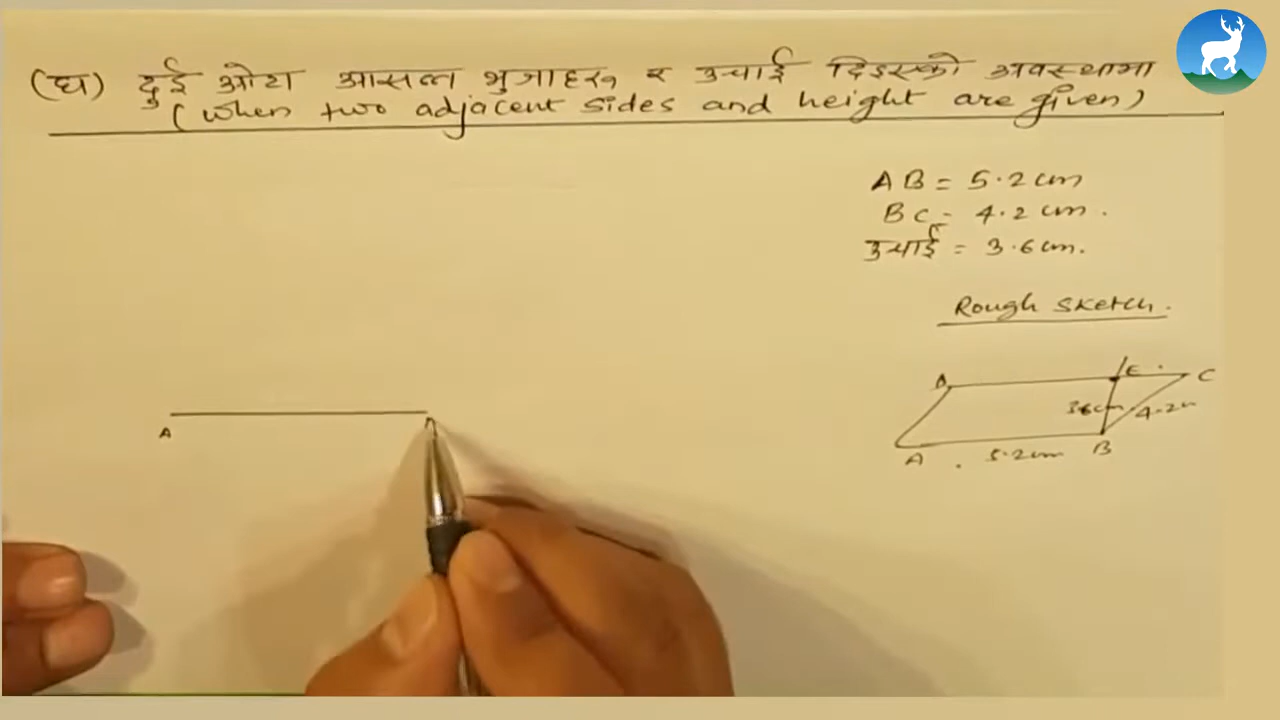 (घ) दुई ओटा आसन्न भुजाहरू र उचाई दिइएको अवस्थामा
(when two adjacent sides and height are given)
AB = 5.2 cm
BC = 4.2 cm.
उचाई = 3.6 cm.
Rough sketch.
D E C
3.6cm 4.2
A 5.2cm B
A